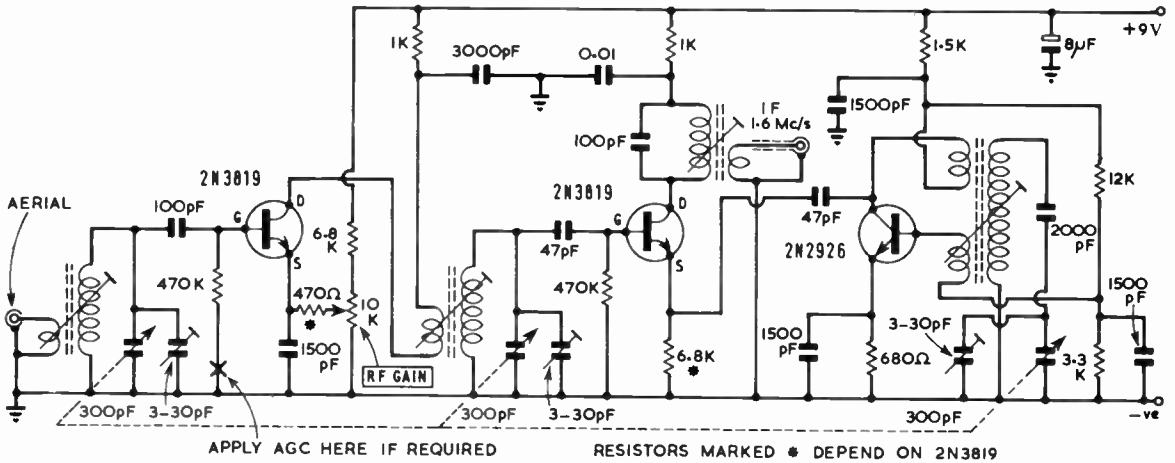 +9V
1K
3000pF
0·01
1K
1·5K
8µF
1500pF
100pF
1F
1·6 Mc/s
2N3819
AERIAL
100pF
G
D
S
6·8
K
470K
470Ω
*
10
K
1500
pF
RF GAIN
2N3819
47pF
G
D
S
470K
6·8K
*
47pF
2N2926
12K
2000
pF
1500
pF
1500
pF
680Ω
3-30pF
3·3
K
300pF
3-30pF
300pF
3-30pF
300pF
-ve
APPLY AGC HERE IF REQUIRED
RESISTORS MARKED * DEPEND ON 2N3819